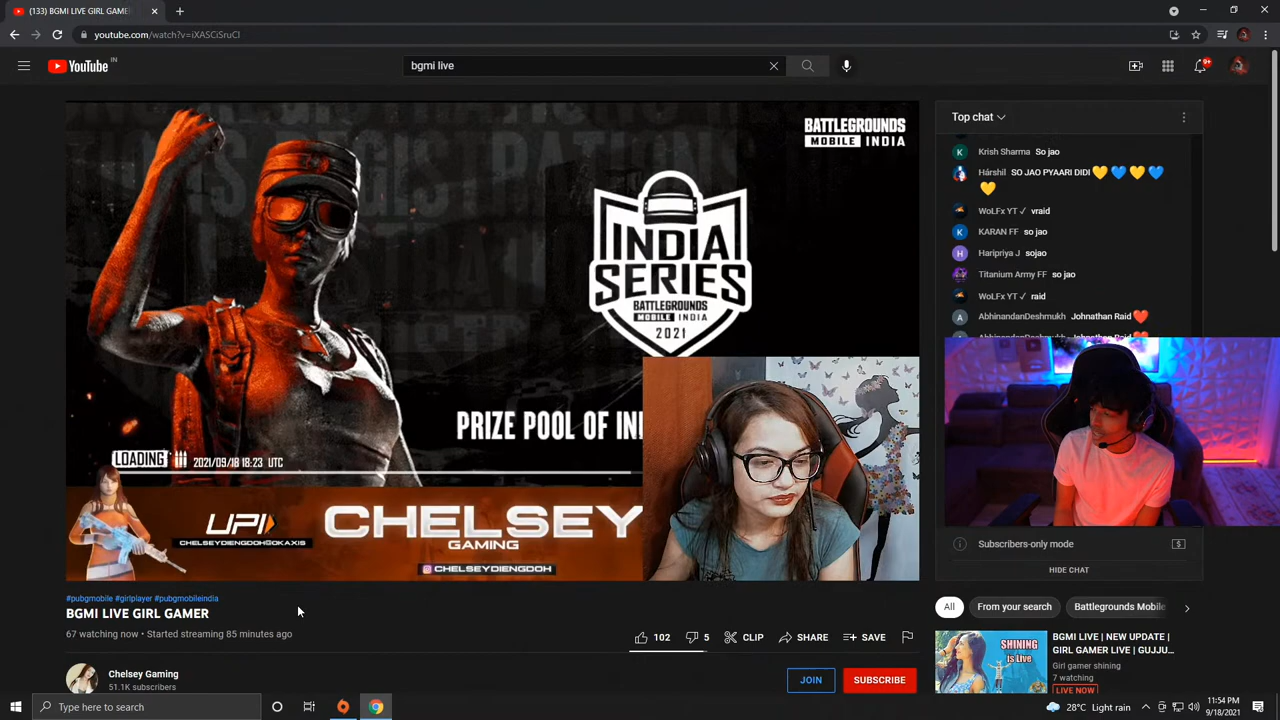 (133) BGMI LIVE GIRL GAMER
youtube.com/watch?v=iXASCiSruCI
YouTube IN
bgmi live
9+
BATTLEGROUNDS
MOBILE INDIA
INDIA
SERIES
BATTLEGROUNDS
MOBILE INDIA
2021
PRIZE POOL OF IN
LOADING 2021/09/18 18:23 UTC
UPI
CHELSEYDIENGDOH@OKAXIS
CHELSEY
GAMING
CHELSEYDIENGDOH
#pubgmobile #girlplayer #pubgmobileindia
BGMI LIVE GIRL GAMER
67 watching now • Started streaming 85 minutes ago
102
5
CLIP
SHARE
SAVE
Chelsey Gaming
51.1K subscribers
JOIN
SUBSCRIBE
Top chat
K Krish Sharma So jao
Hárshil SO JAO PYAARI DIDI
WoLFx YT ✓ vraid
K KARAN FF so jao
H Haripriya J sojao
Titanium Army FF so jao
WoLFx YT ✓ raid
A AbhinandanDeshmukh Johnathan Raid
AbhinandanDeshmukh Johnathan Raid
Subscribers-only mode
HIDE CHAT
All
From your search
Battlegrounds Mobile
SHINING
is Live
BGMI LIVE | NEW UPDATE |
GIRL GAMER LIVE | GUJJU...
Girl gamer shining
7 watching
LIVE NOW
Type here to search
28°C Light rain
11:54 PM
9/18/2021